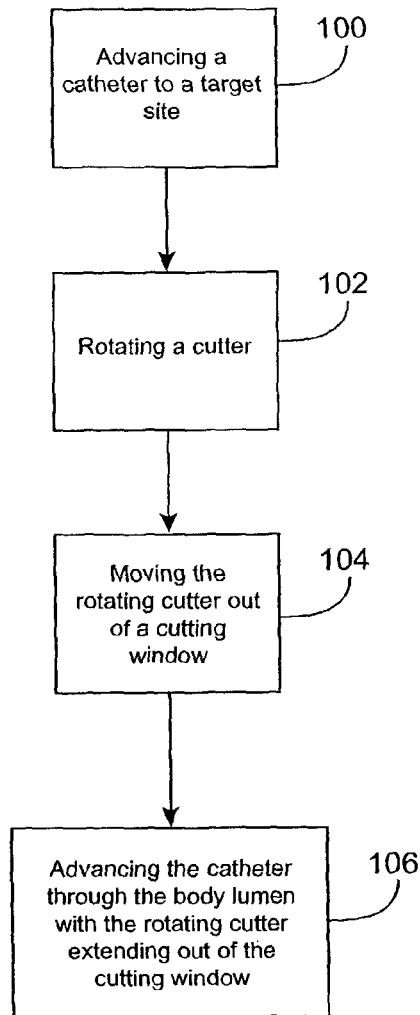 100
Advancing a
catheter to a target
site
102
Rotating a cutter
104
Moving the
rotating cutter out
of a cutting
window
106
Advancing the catheter
through the body lumen
with the rotating cutter
extending out of the
cutting window